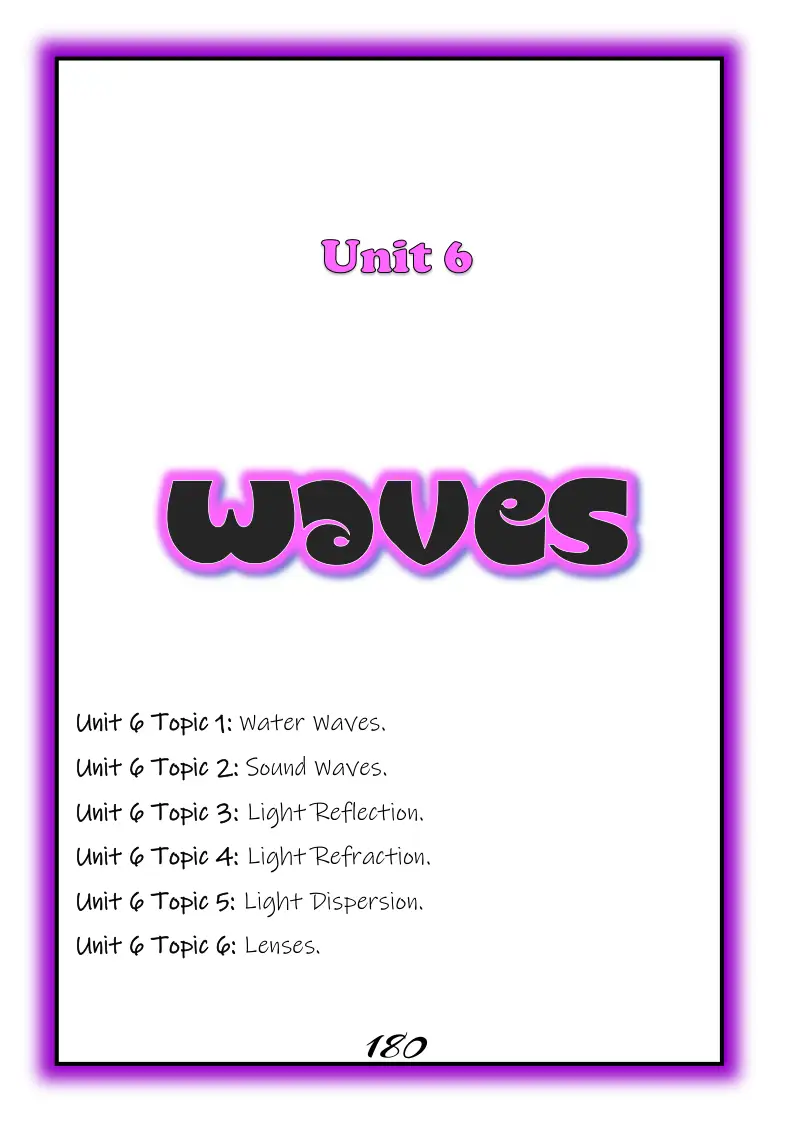 Unit 6
waves
Unit 6 Topic 1: Water Waves.
Unit 6 Topic 2: Sound Waves.
Unit 6 Topic 3: Light Reflection.
Unit 6 Topic 4: Light Refraction.
Unit 6 Topic 5: Light Dispersion.
Unit 6 Topic 6: Lenses.
180